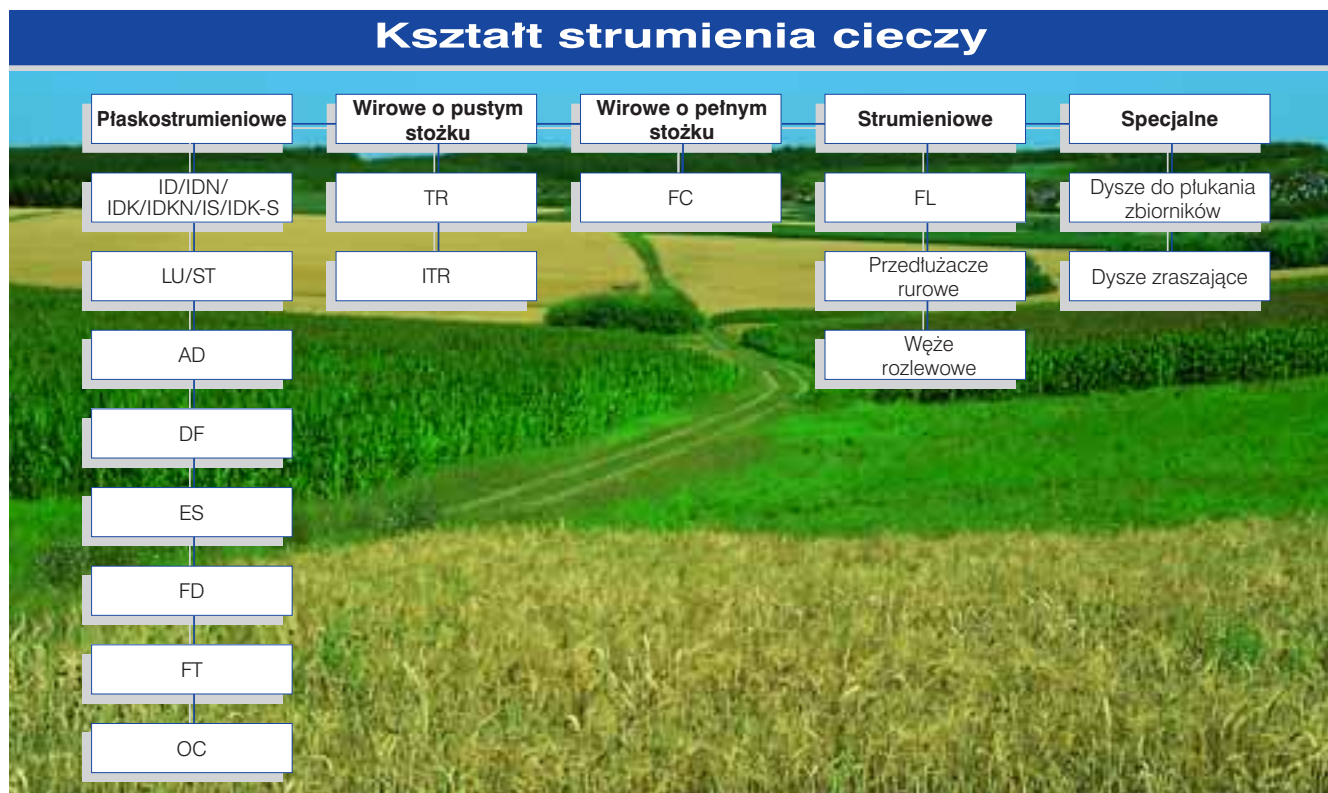 Kształt strumienia cieczy
Płaskostrumieniowe
ID/IDN/
IDK/IDKN/IS/IDK-S
LU/ST
AD
DF
ES
FD
FT
OC
Wirowe o pustym
stożku
TR
ITR
Wirowe o pełnym
stożku
FC
Strumieniowe
FL
Przedłużacze
rurowe
Węże
rozlewowe
Specjalne
Dysze do płukania
zbiorników
Dysze zraszające